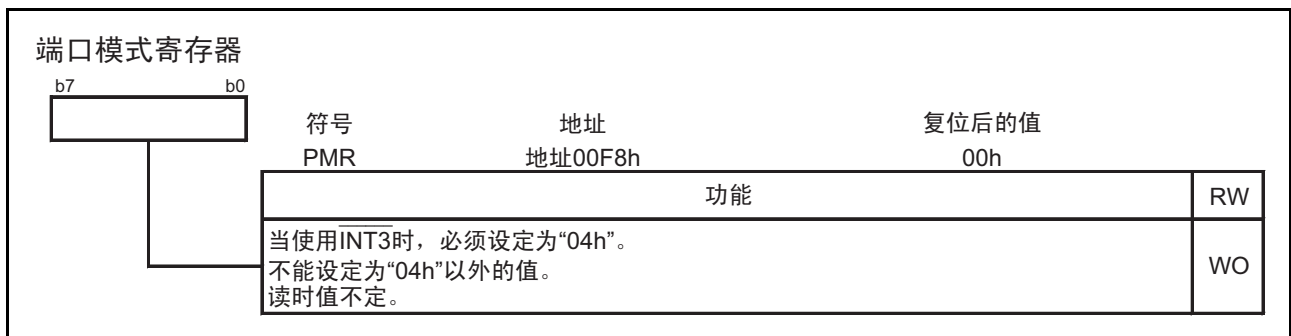 端口模式寄存器
b7 b0
符号 地址 复位后的值
PMR 地址00F8h 00h
功能 RW
当使用INT3时，必须设定为“04h”。
不能设定为“04h”以外的值。
读时值不定。
WO